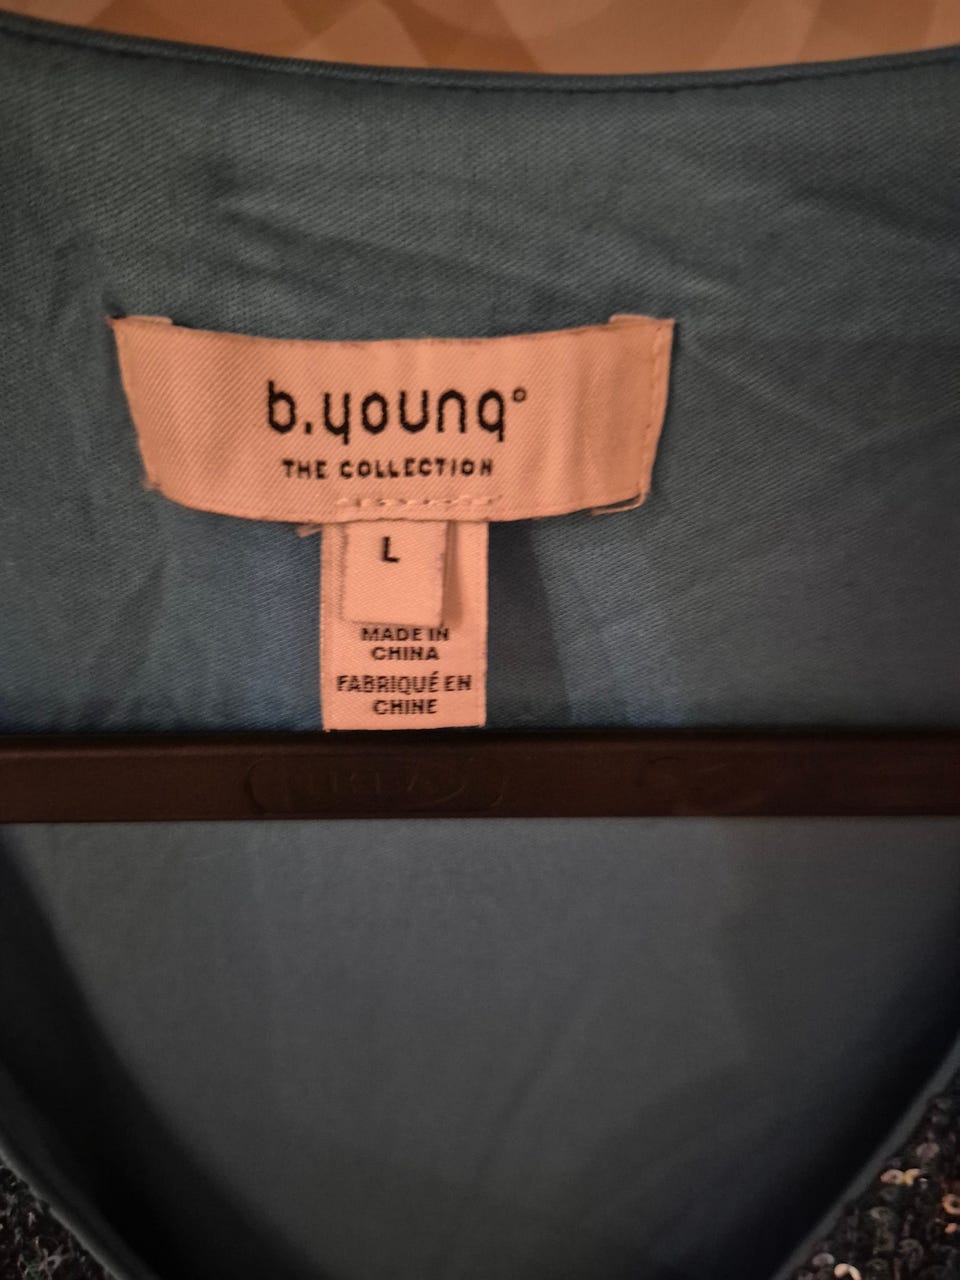 b.young°
THE COLLECTION
L
MADE IN
CHINA
FABRIQUÉ EN
CHINE